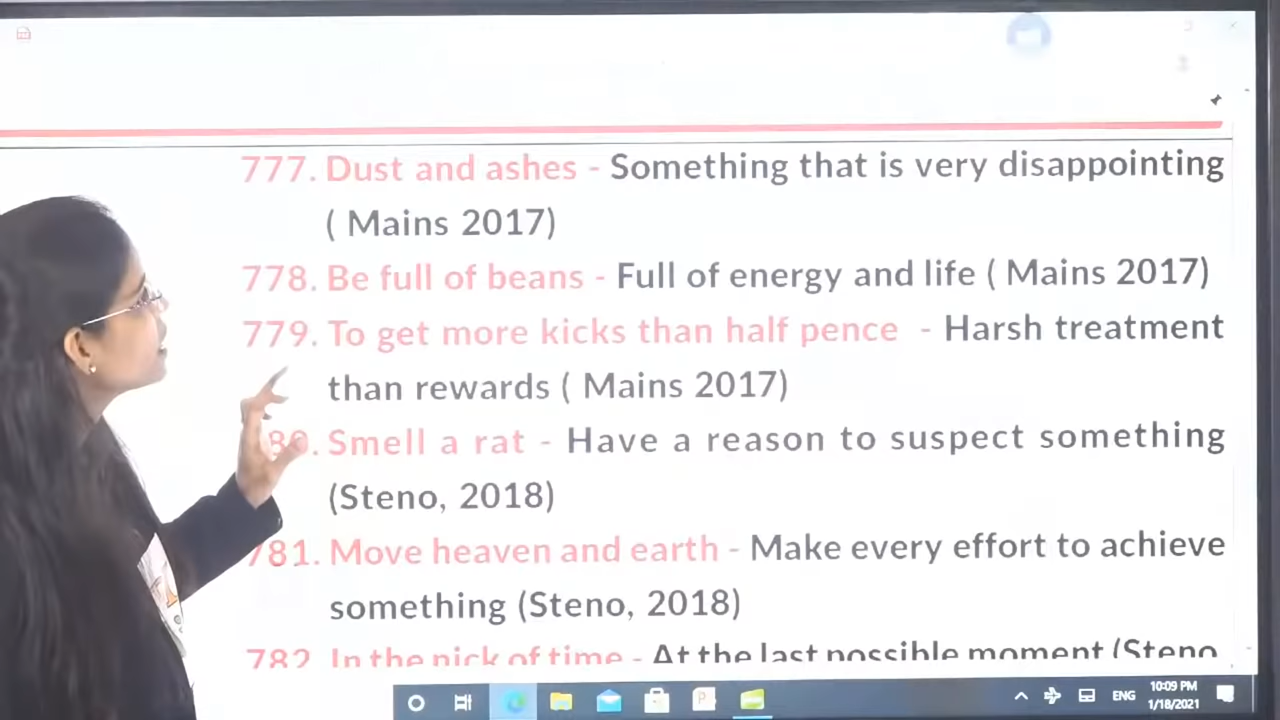 777. Dust and ashes - Something that is very disappointing
( Mains 2017)
778. Be full of beans - Full of energy and life ( Mains 2017)
779. To get more kicks than half pence - Harsh treatment
than rewards ( Mains 2017)
80. Smell a rat - Have a reason to suspect something
(Steno, 2018)
781. Move heaven and earth - Make every effort to achieve
something (Steno, 2018)
782 In the nick of time - At the last possible moment (Steno
ENG
10:09 PM
1/18/2021